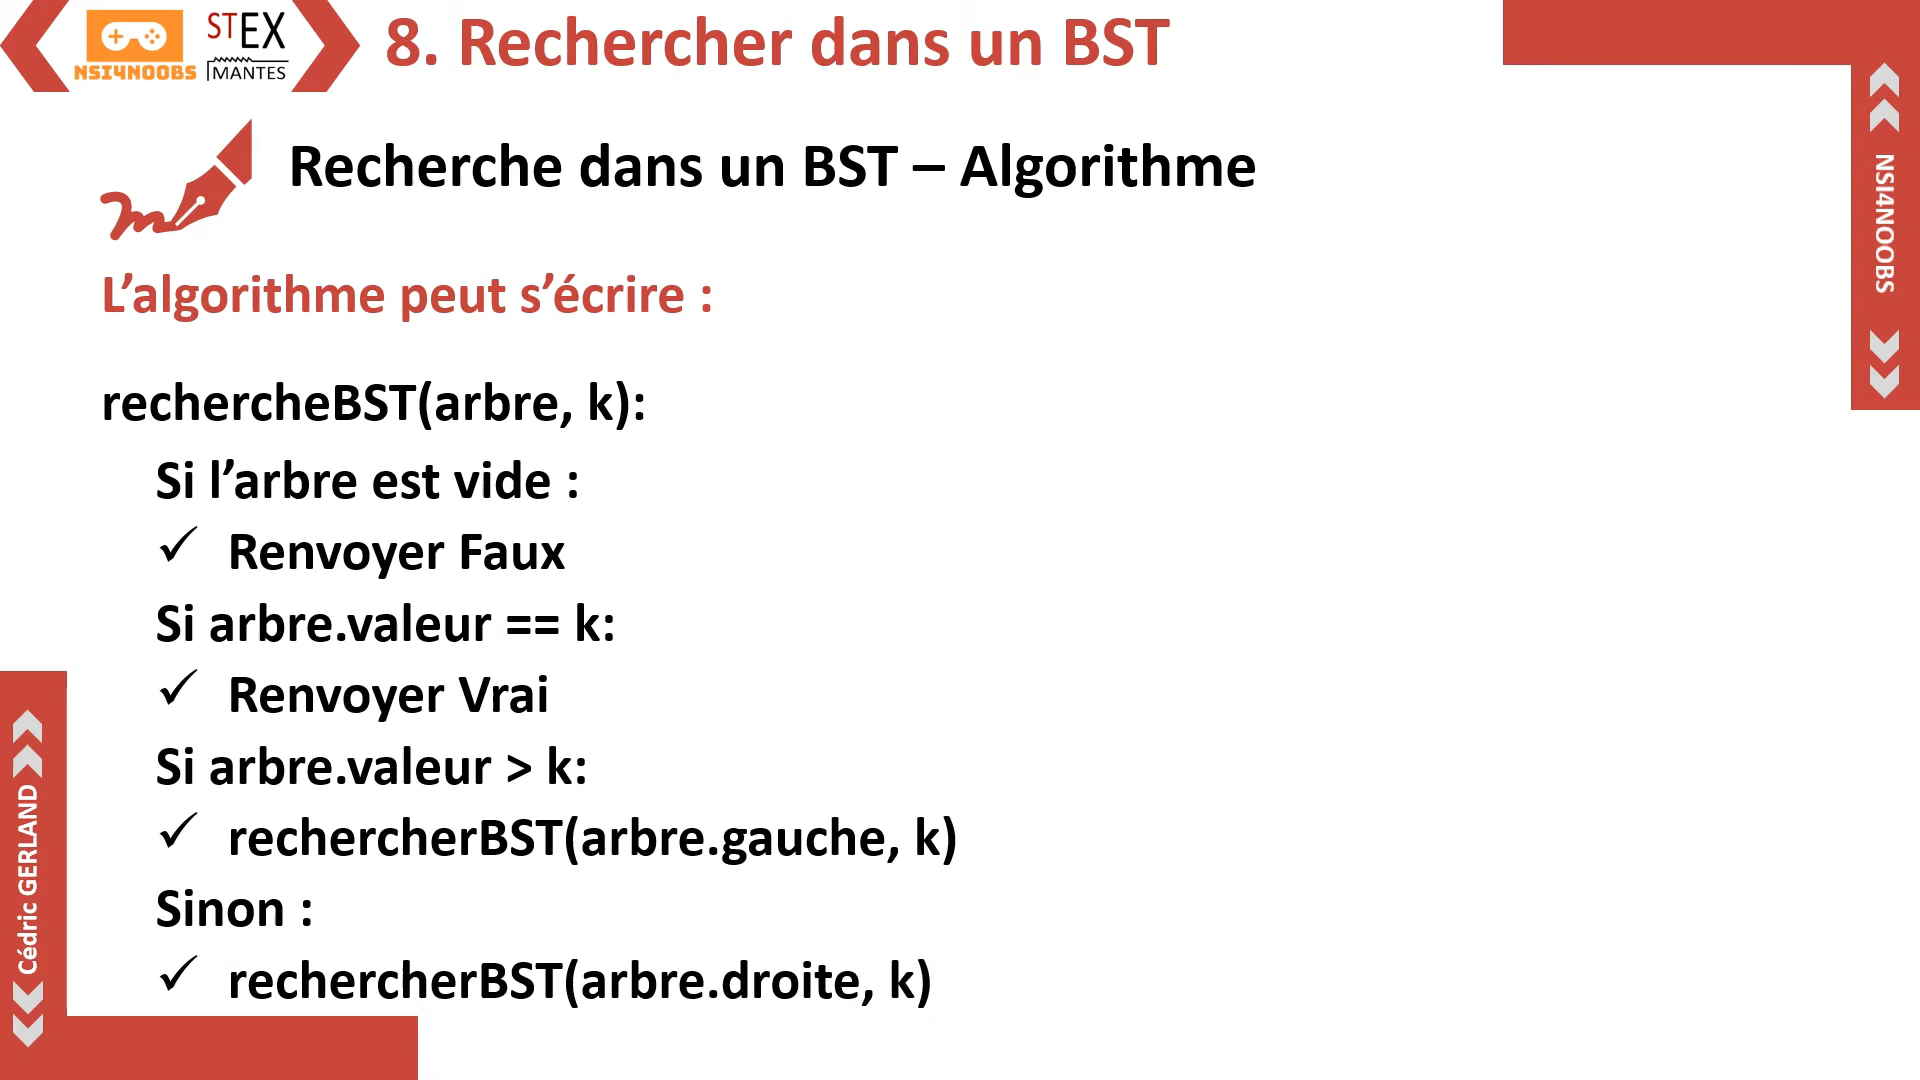 NSI4NOOBS
STEX
MANTES
8. Rechercher dans un BST
Recherche dans un BST – Algorithme
L’algorithme peut s’écrire :
rechercheBST(arbre, k):
Si l’arbre est vide :
✓ Renvoyer Faux
Si arbre.valeur == k:
✓ Renvoyer Vrai
Si arbre.valeur > k:
✓ rechercherBST(arbre.gauche, k)
Sinon :
✓ rechercherBST(arbre.droite, k)
NSI4NOOBS
Cédric GERLAND